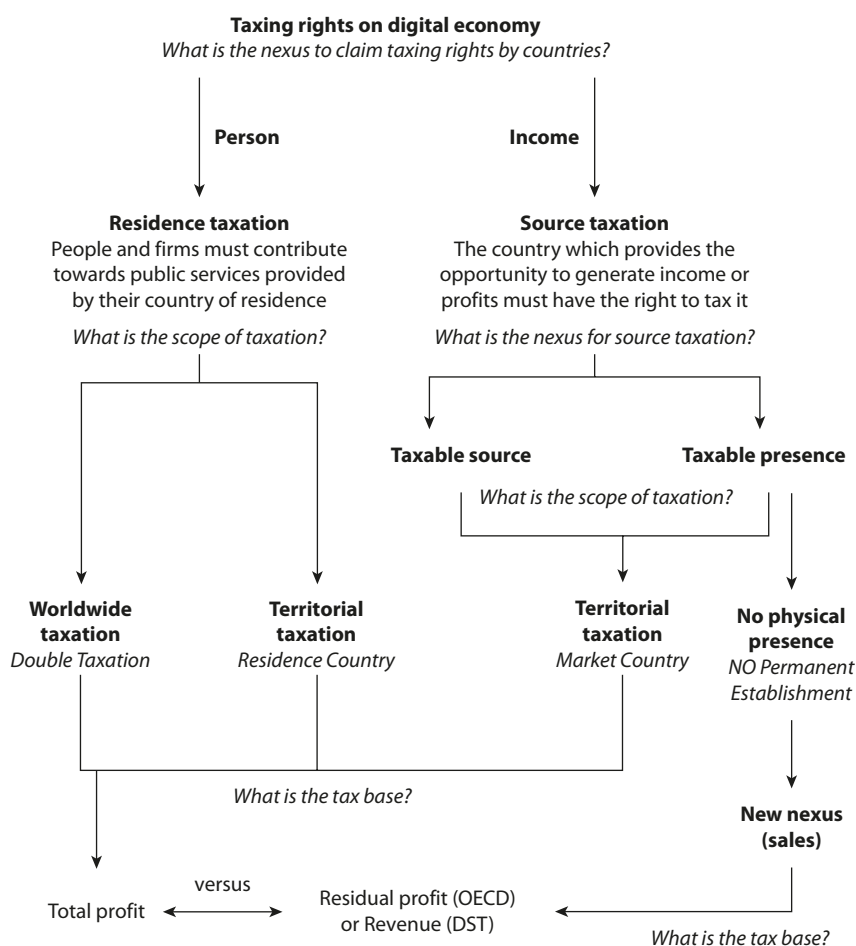 Taxing rights on digital economy
What is the nexus to claim taxing rights by countries?
Person
Income
Residence taxation
People and firms must contribute
towards public services provided
by their country of residence
What is the scope of taxation?
Source taxation
The country which provides the
opportunity to generate income or
profits must have the right to tax it
What is the nexus for source taxation?
Taxable source
Taxable presence
What is the scope of taxation?
Worldwide
taxation
Double Taxation
Territorial
taxation
Residence Country
Territorial
taxation
Market Country
No physical
presence
NO Permanent
Establishment
What is the tax base?
New nexus
(sales)
Total profit
versus
Residual profit (OECD)
or Revenue (DST)
What is the tax base?